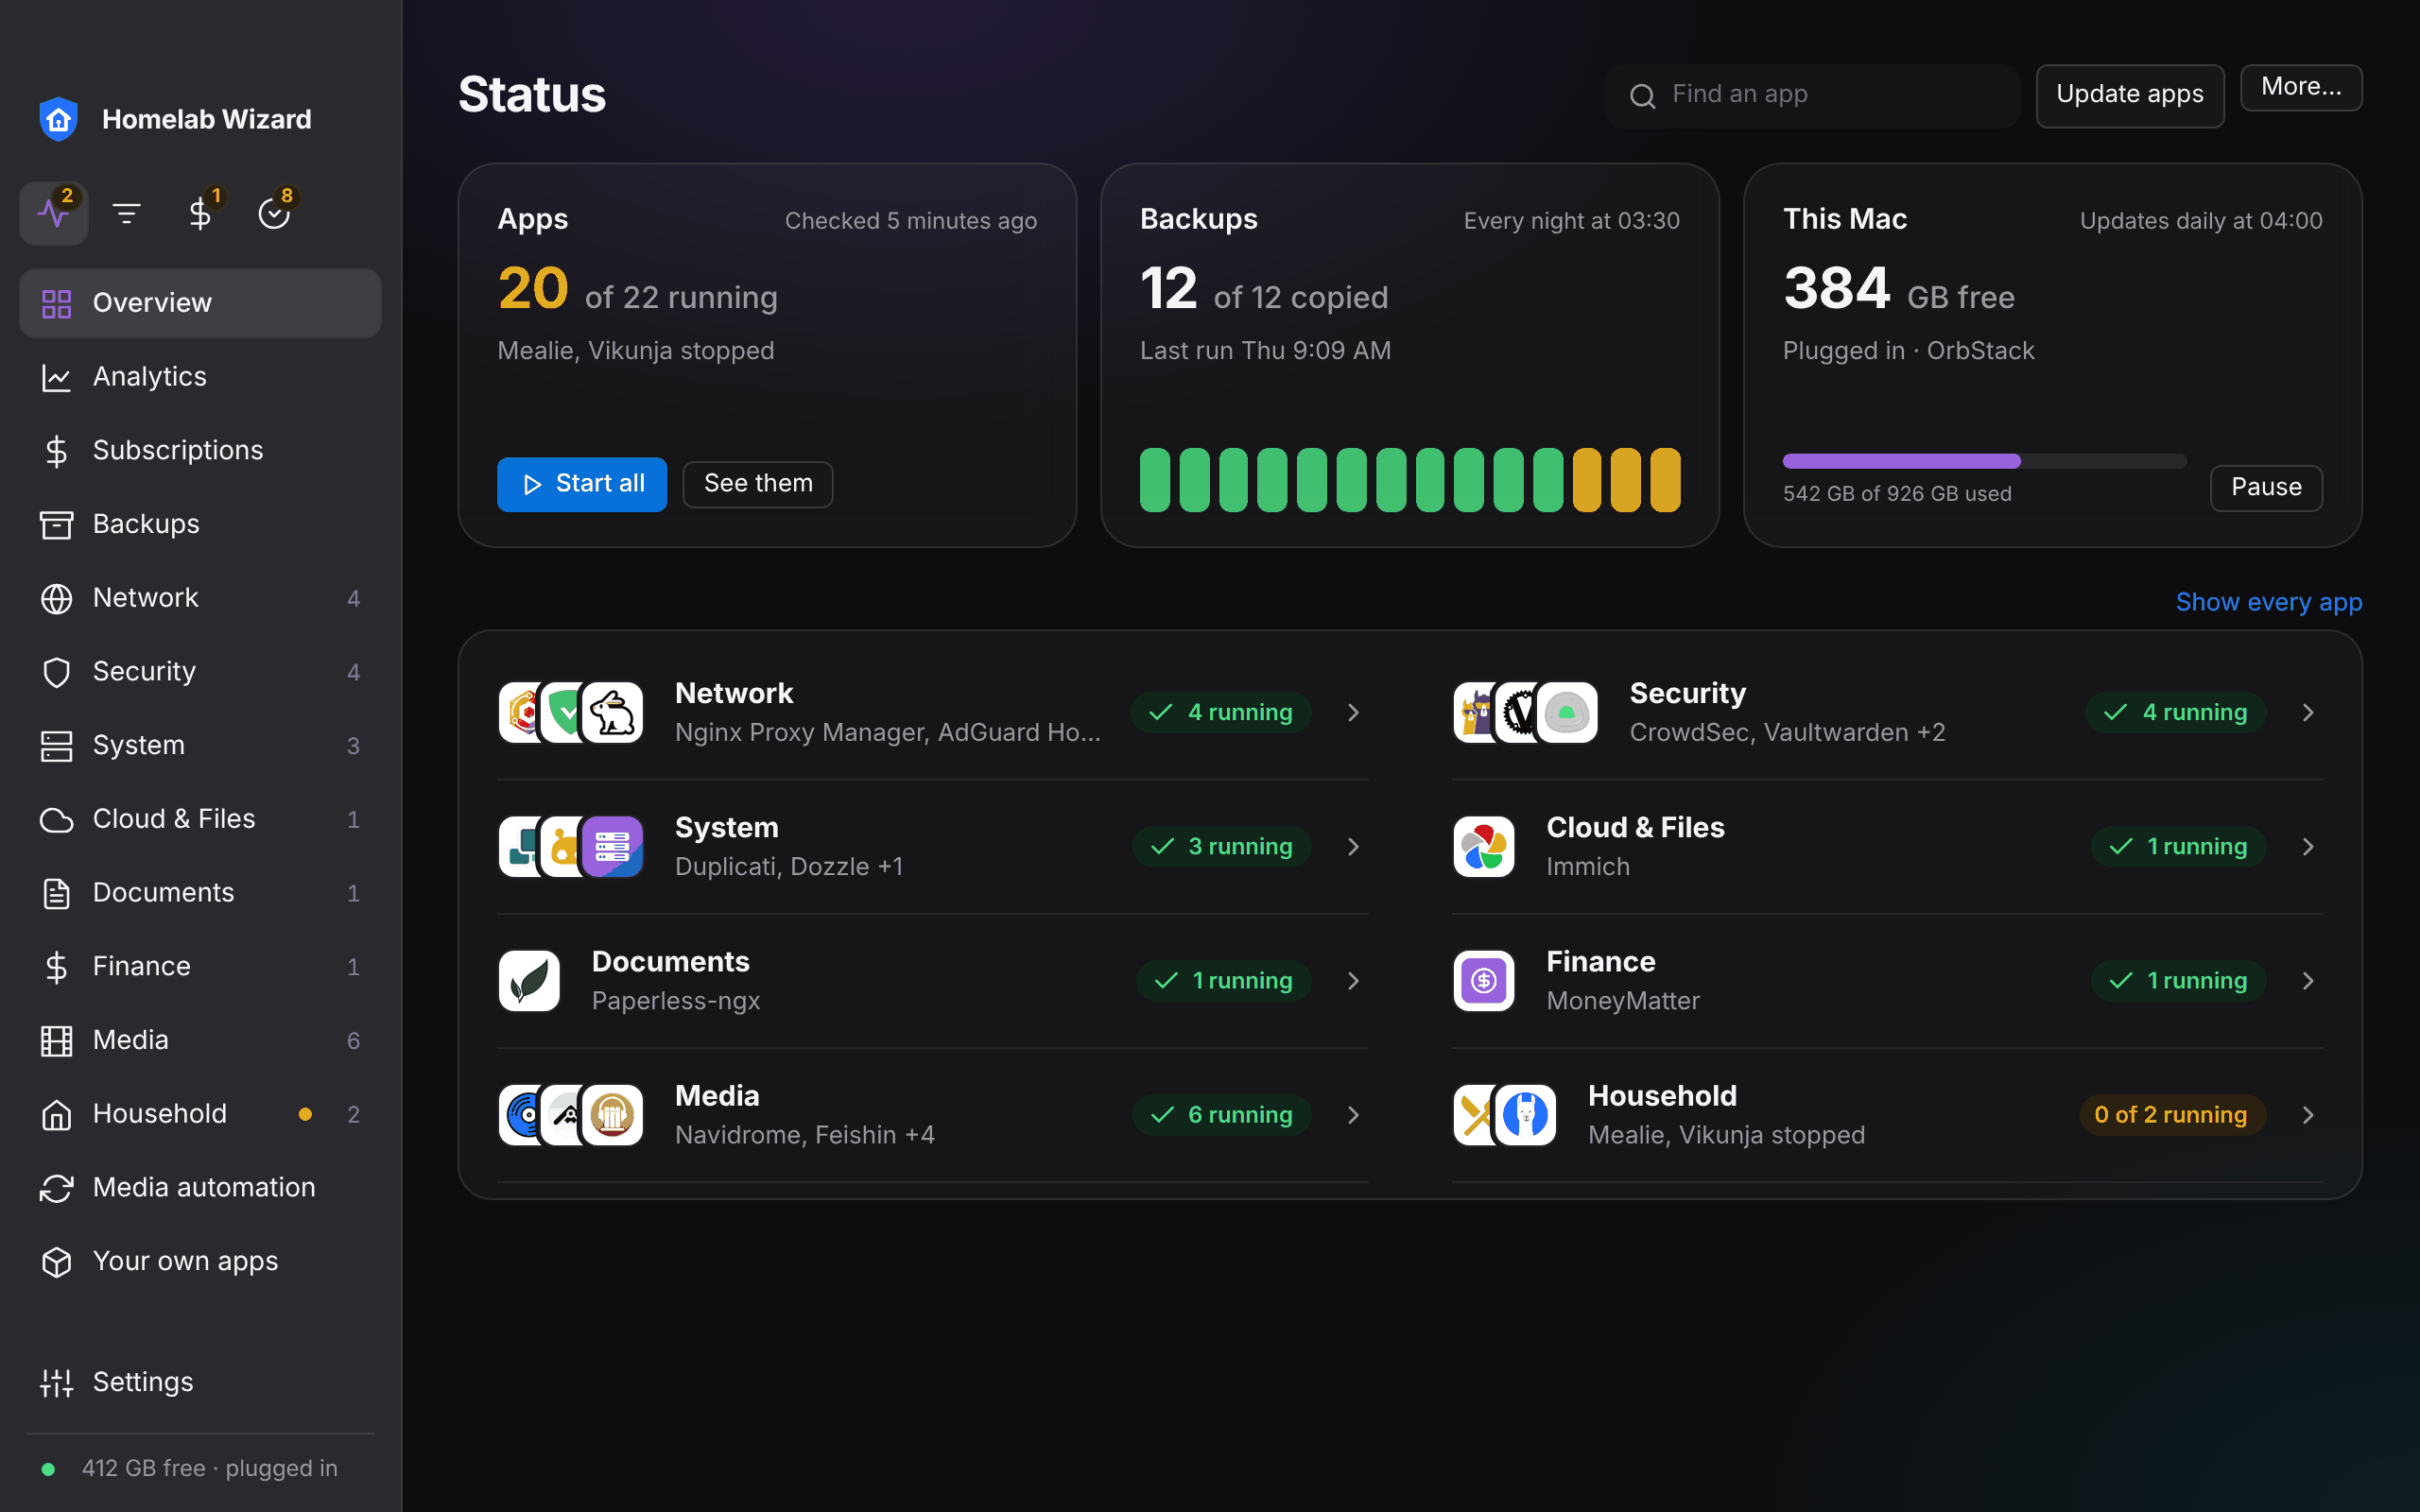 Homelab Wizard
2
1
8
Overview
Analytics
Subscriptions
Backups
Network 4
Security 4
System 3
Cloud & Files 1
Documents 1
Finance 1
Media 6
Household 2
Media automation
Your own apps
Settings
412 GB free · plugged in
Status
Find an app
Update apps
More...
Apps
Checked 5 minutes ago
20 of 22 running
Mealie, Vikunja stopped
Start all
See them
Backups
Every night at 03:30
12 of 12 copied
Last run Thu 9:09 AM
This Mac
Updates daily at 04:00
384 GB free
Plugged in · OrbStack
542 GB of 926 GB used
Pause
Show every app
Network
Nginx Proxy Manager, AdGuard Ho...
4 running
Security
CrowdSec, Vaultwarden +2
4 running
System
Duplicati, Dozzle +1
3 running
Cloud & Files
Immich
1 running
Documents
Paperless-ngx
1 running
Finance
MoneyMatter
1 running
Media
Navidrome, Feishin +4
6 running
Household
Mealie, Vikunja stopped
0 of 2 running